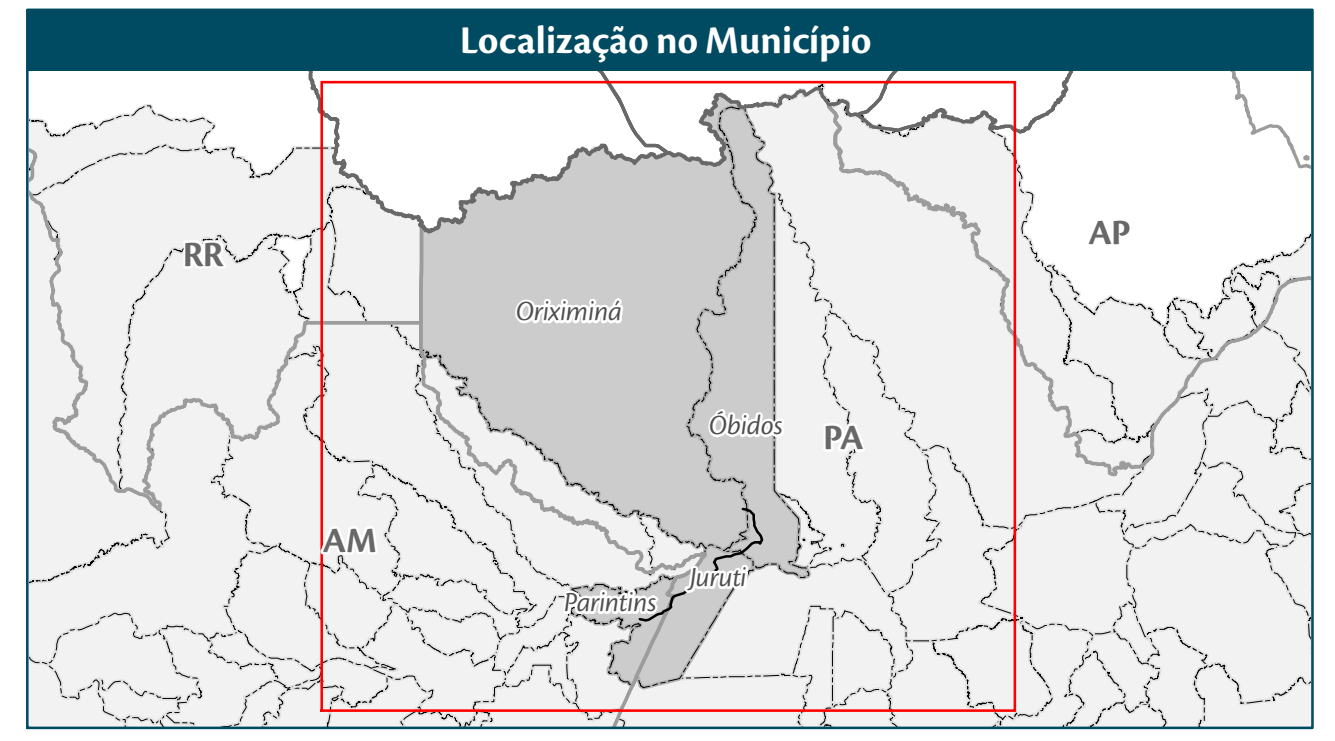 Localização no Município
RR
AP
Oriximiná
Óbidos
PA
AM
Juruti
Parintins